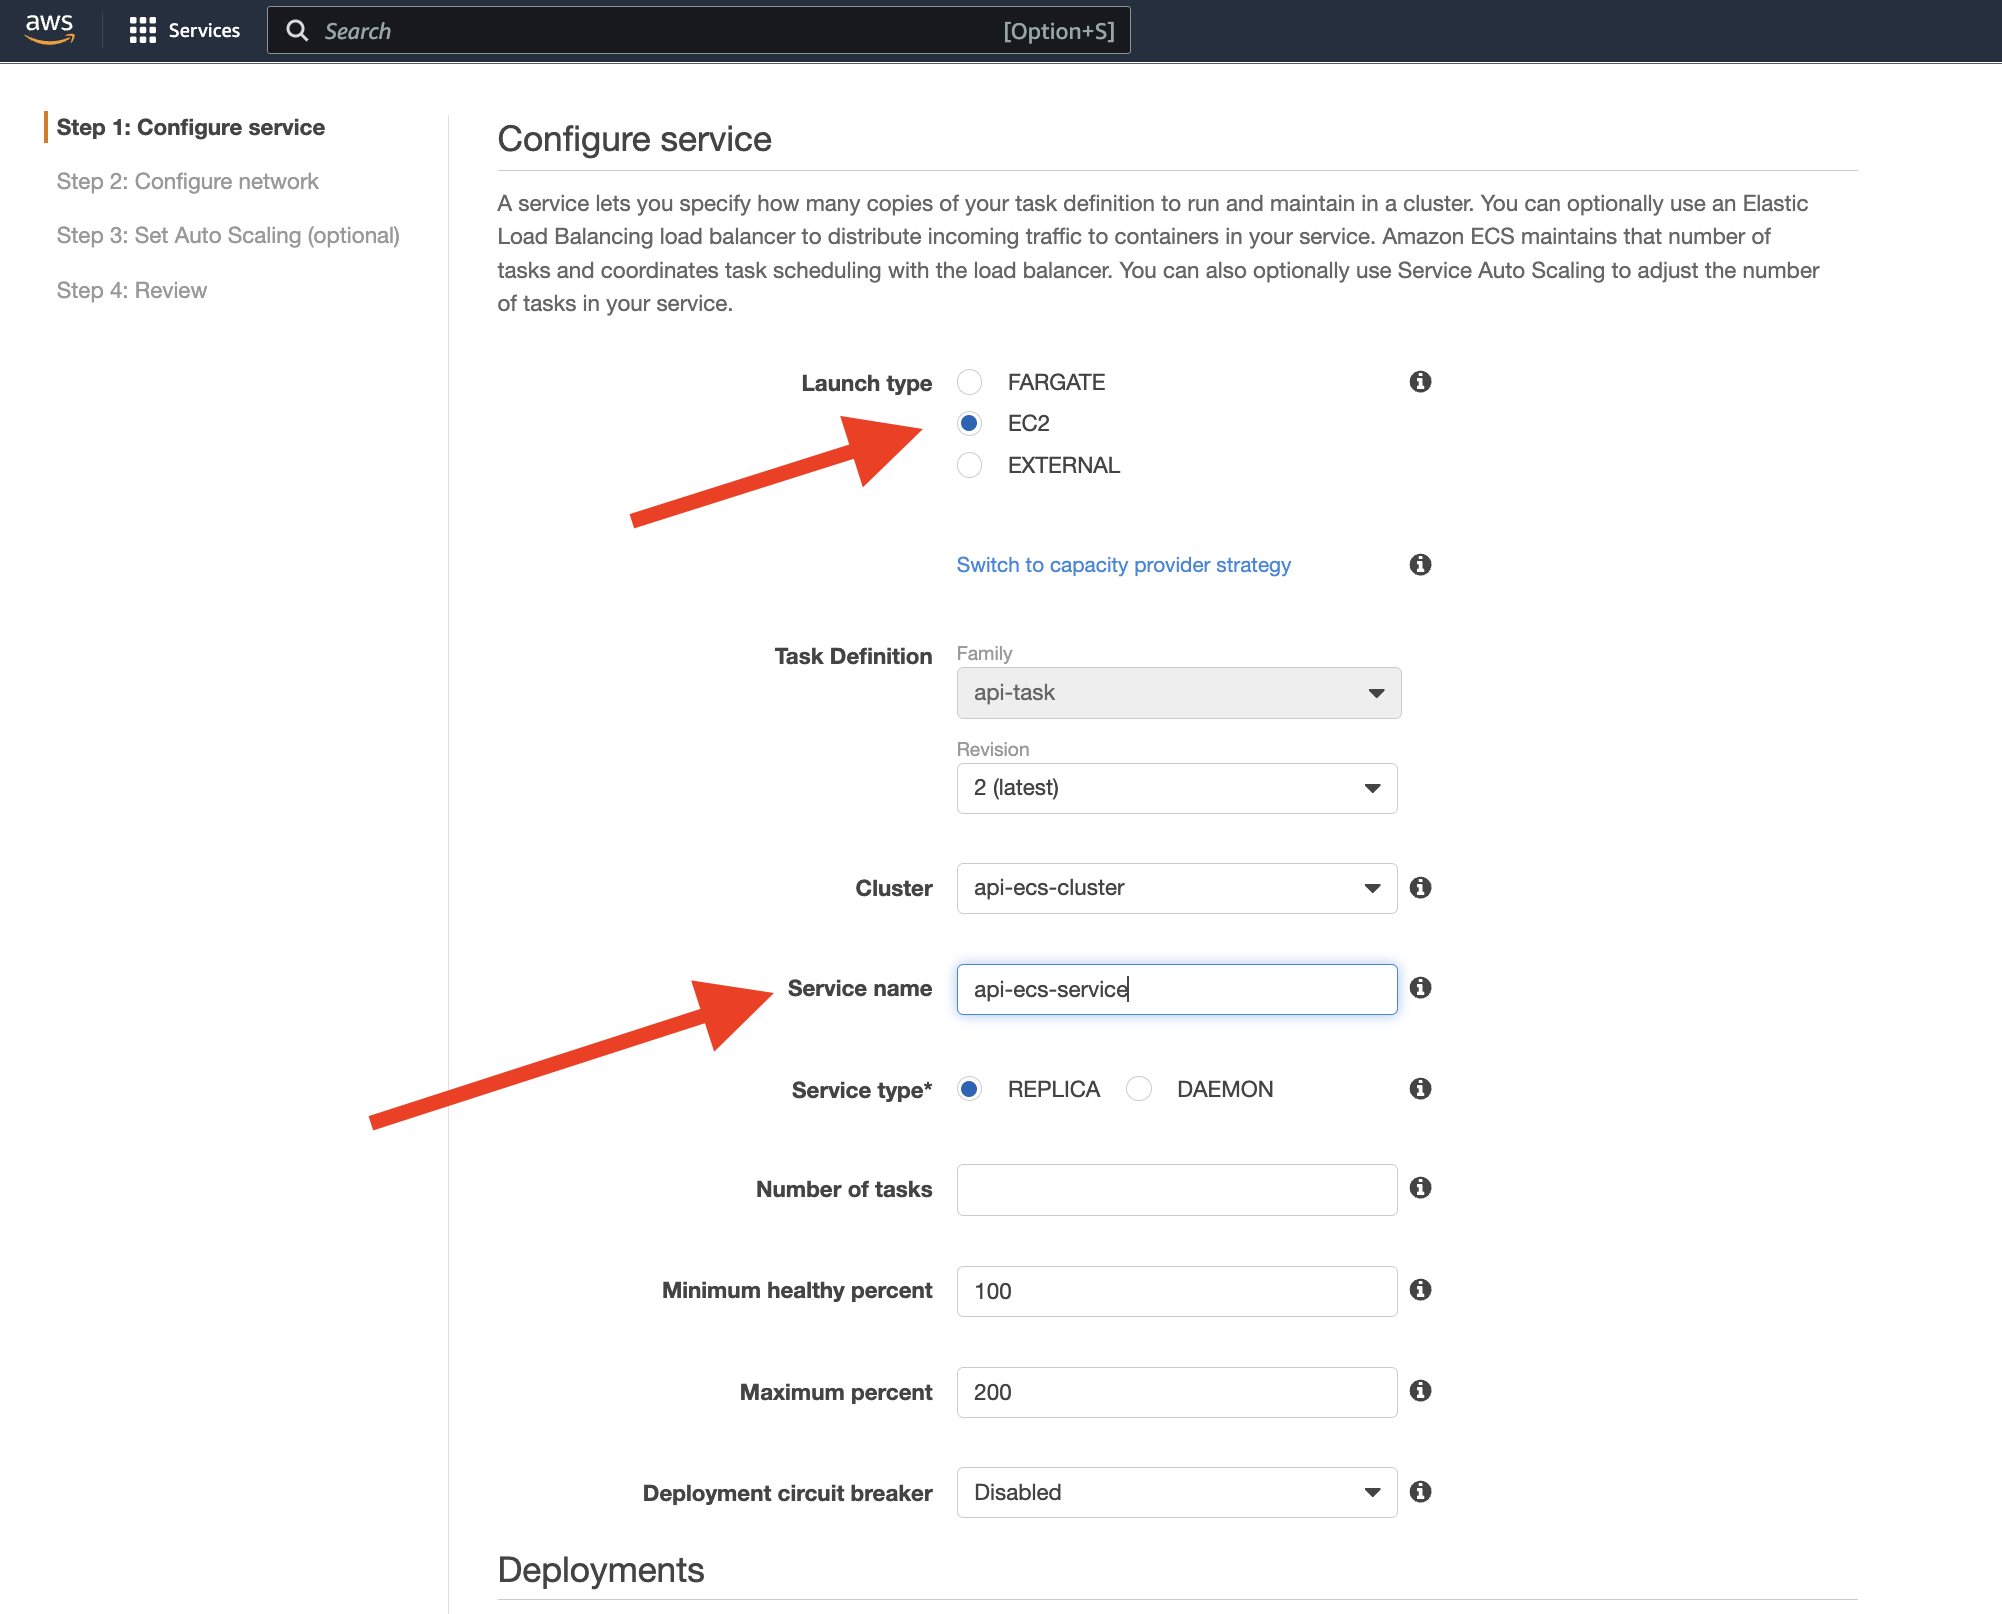 aws
Services
Search
[Option+S]
Step 1: Configure service
Step 2: Configure network
Step 3: Set Auto Scaling (optional)
Step 4: Review
Configure service
A service lets you specify how many copies of your task definition to run and maintain in a cluster. You can optionally use an Elastic
Load Balancing load balancer to distribute incoming traffic to containers in your service. Amazon ECS maintains that number of
tasks and coordinates task scheduling with the load balancer. You can also optionally use Service Auto Scaling to adjust the number
of tasks in your service.
Launch type
FARGATE
EC2
EXTERNAL
Switch to capacity provider strategy
Task Definition
Family
api-task
Revision
2 (latest)
Cluster
api-ecs-cluster
Service name
api-ecs-service
Service type*
REPLICA
DAEMON
Number of tasks
Minimum healthy percent
100
Maximum percent
200
Deployment circuit breaker
Disabled
Deployments